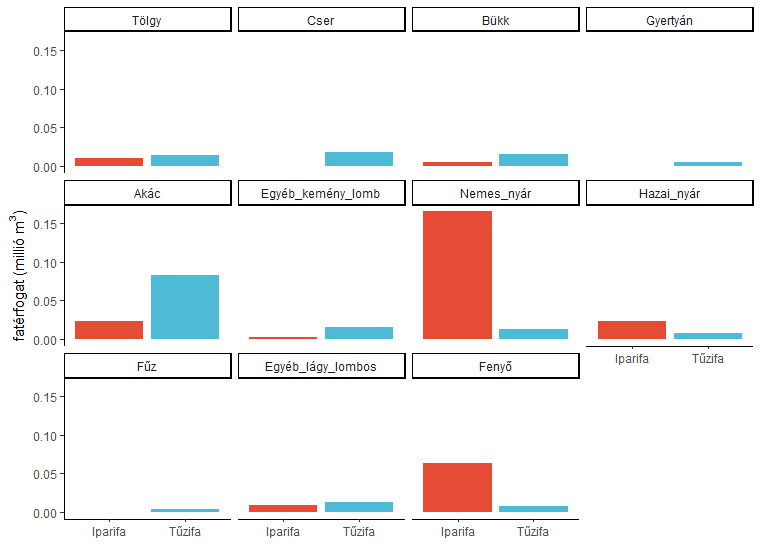 Tölgy Cser Bükk Gyertyán
0.15
0.10
0.05
0.00
Akác Egyéb_kemény_lomb Nemes_nyár Hazai_nyár
fatérfogat (millió m³)
0.15
0.10
0.05
0.00
Iparifa Tűzifa
Fűz Egyéb_lágy_lombos Fenyő
0.15
0.10
0.05
0.00
Iparifa Tűzifa Iparifa Tűzifa Iparifa Tűzifa